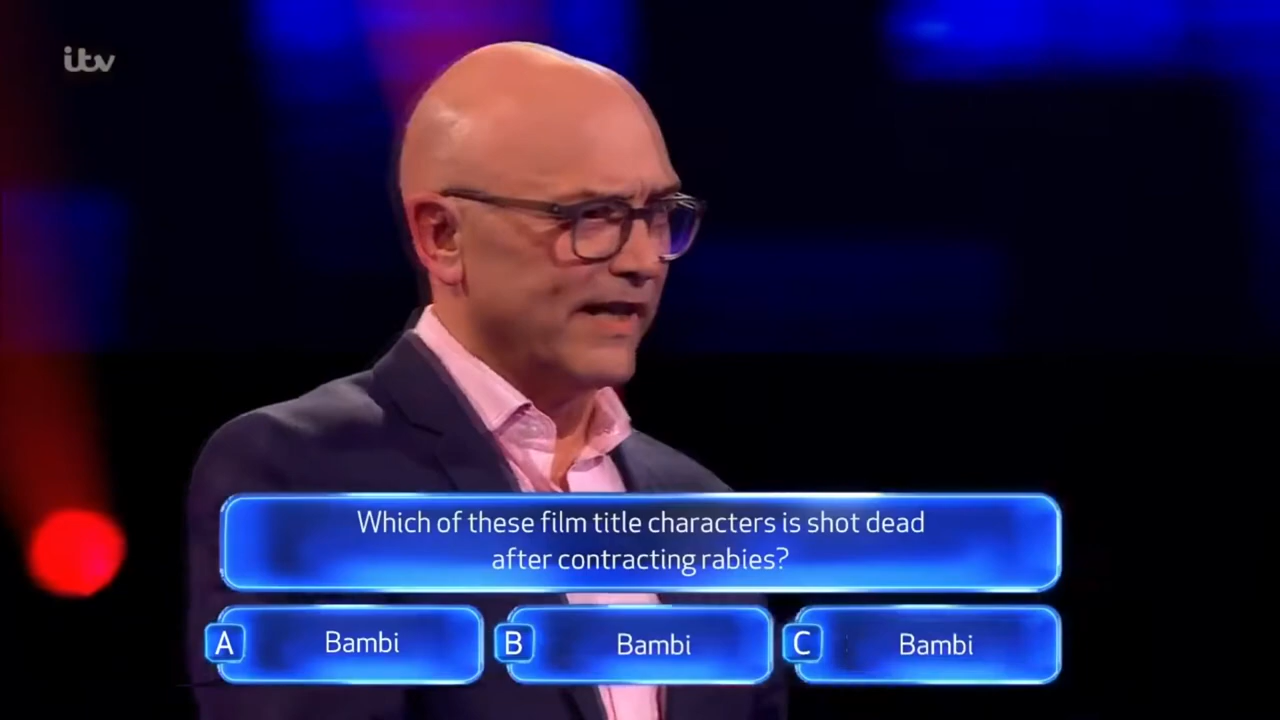 itv
Which of these film title characters is shot dead
after contracting rabies?
A Bambi
B Bambi
C Bambi